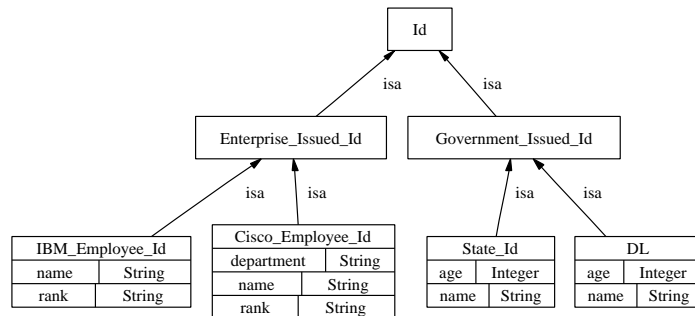 Id
isa
isa
Enterprise_Issued_Id
Government_Issued_Id
isa
isa
isa
isa
IBM_Employee_Id
name String
rank String
Cisco_Employee_Id
department String
name String
rank String
State_Id
age Integer
name String
DL
age Integer
name String